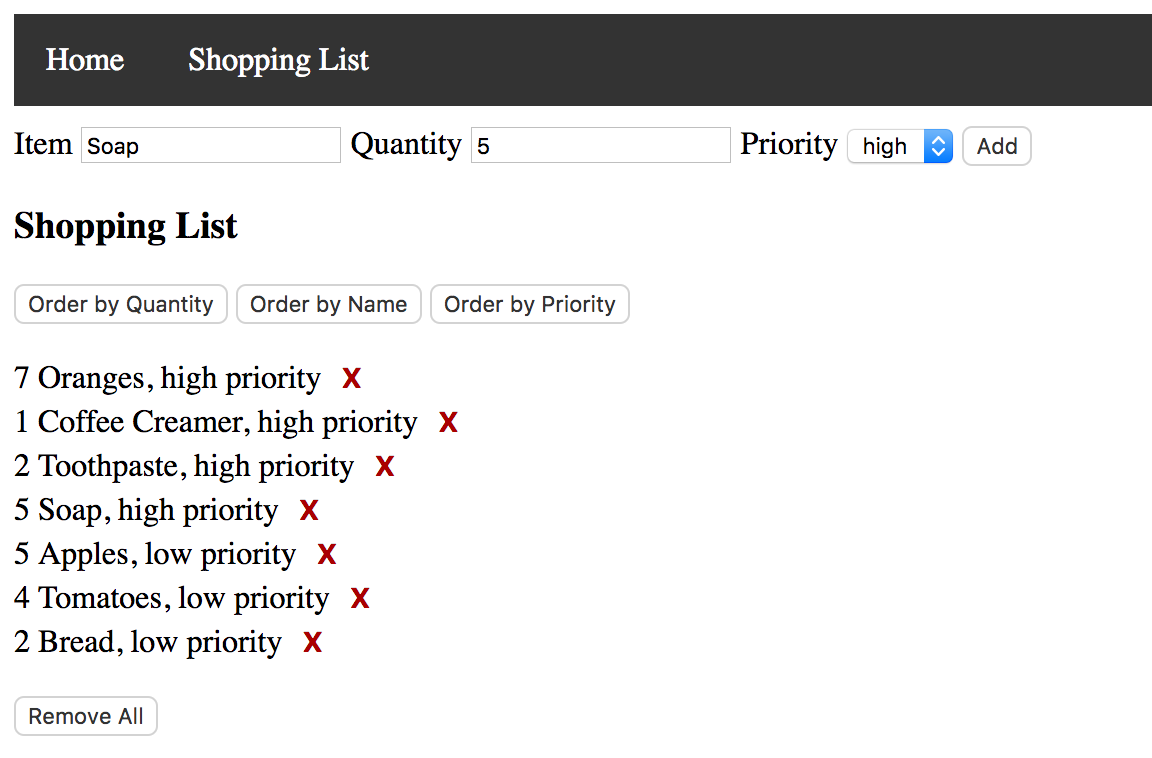 Home Shopping List
Item Soap Quantity 5 Priority high Add
Shopping List
Order by Quantity Order by Name Order by Priority
7 Oranges, high priority X
1 Coffee Creamer, high priority X
2 Toothpaste, high priority X
5 Soap, high priority X
5 Apples, low priority X
4 Tomatoes, low priority X
2 Bread, low priority X
Remove All